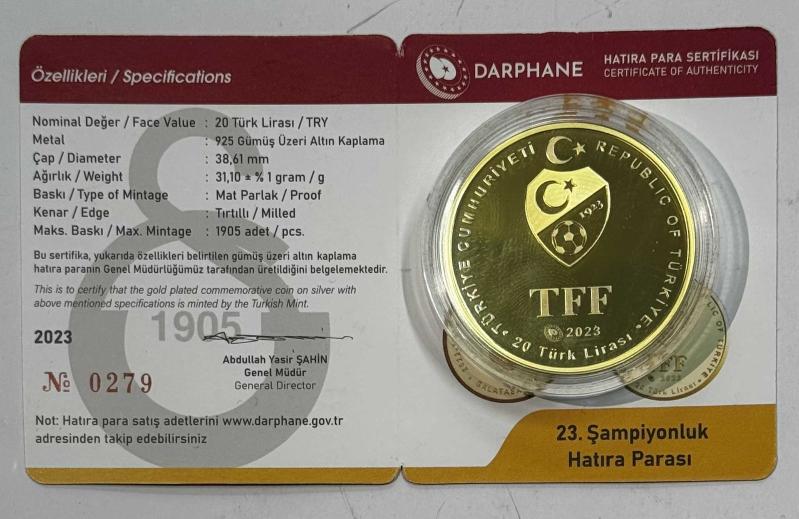 Özellikleri / Specifications
Nominal Değer / Face Value : 20 Türk Lirası / TRY
Metal : 925 Gümüş Üzeri Altın Kaplama
Çap / Diameter : 38,61 mm
Ağırlık / Weight : 31,10 ± % 1 gram / g
Baskı / Type of Mintage : Mat Parlak / Proof
Kenar / Edge : Tırtıllı / Milled
Maks. Baskı / Max. Mintage : 1905 adet / pcs.
Bu sertifika, yukarıda özellikleri belirtilen gümüş üzeri altın kaplama
hatıra paranın Genel Müdürlüğümüz tarafından üretildiğini belgelemektedir.
This is to certify that the gold plated commemorative coin on silver with
above mentioned specifications is minted by the Turkish Mint.
1905
2023
Abdullah Yasir ŞAHİN
Genel Müdür
General Director
№ 0279
Not: Hatıra para satış adetlerini www.darphane.gov.tr
adresinden takip edebilirsiniz
DARPHANE
HATIRA PARA SERTİFİKASI
CERTIFICATE OF AUTHENTICITY
TÜRKİYE CUMHURİYETİ
REPUBLIC OF TÜRKİYE
1923
TFF
2023
20 Türk Lirası
TFF
23. Şampiyonluk
Hatıra Parası